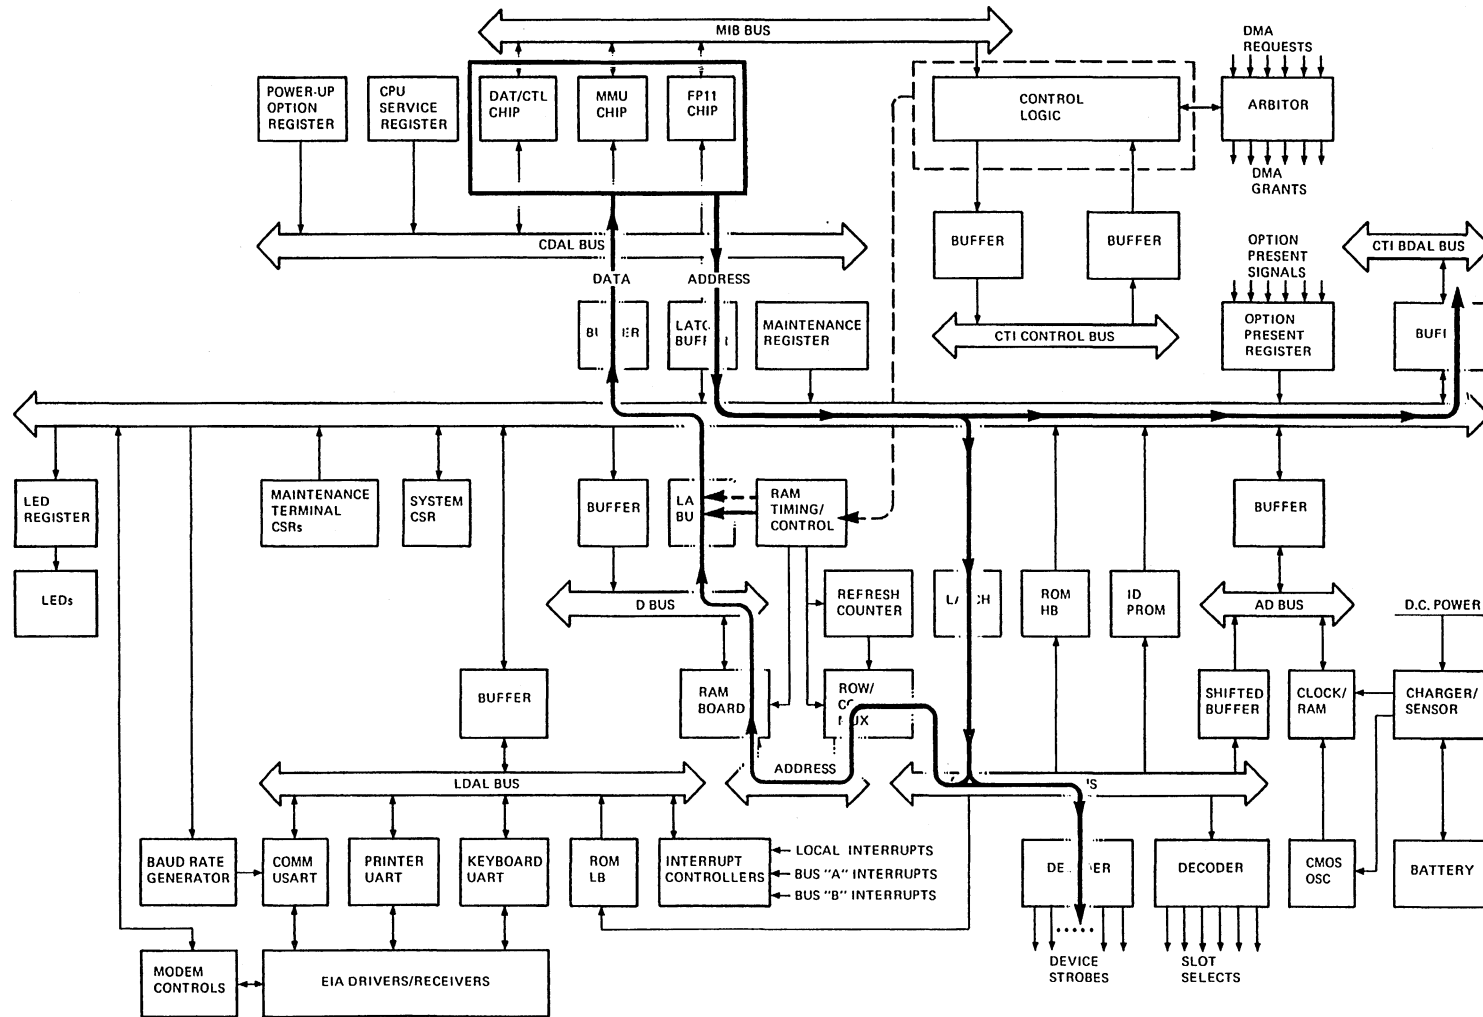 MIB BUS
DMA
REQUESTS
POWER-UP
OPTION
REGISTER
CPU
SERVICE
REGISTER
DAT/CTL
CHIP
MMU
CHIP
FP11
CHIP
CONTROL
LOGIC
ARBITOR
DMA
GRANTS
CDAL BUS
BUFFER
BUFFER
OPTION
PRESENT
SIGNALS
CTI BDAL BUS
DATA
ADDRESS
MAINTENANCE
REGISTER
CTI CONTROL BUS
OPTION
PRESENT
REGISTER
LED
REGISTER
MAINTENANCE
TERMINAL
CSRs
SYSTEM
CSR
BUFFER
RAM
TIMING/
CONTROL
BUFFER
LEDs
D BUS
REFRESH
COUNTER
ROM
HB
ID
PROM
AD BUS
D.C. POWER
BUFFER
RAM
BOARD
ROW/
SHIFTED
BUFFER
CLOCK/
RAM
CHARGER/
SENSOR
ADDRESS
LDAL BUS
BAUD RATE
GENERATOR
COMM
USART
PRINTER
UART
KEYBOARD
UART
ROM
LB
INTERRUPT
CONTROLLERS
LOCAL INTERRUPTS
BUS "A" INTERRUPTS
BUS "B" INTERRUPTS
DECODER
CMOS
OSC
BATTERY
DEVICE
STROBES
SLOT
SELECTS
MODEM
CONTROLS
EIA DRIVERS/RECEIVERS